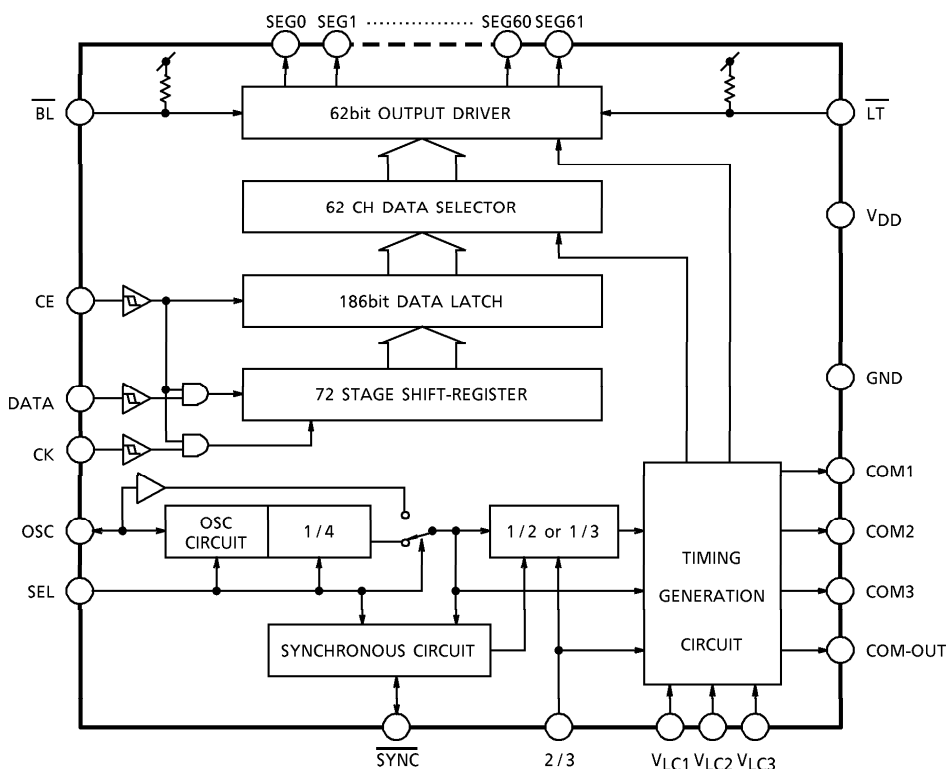 SEG0 SEG1 ··········· SEG60 SEG61
BL
62bit OUTPUT DRIVER
LT
62 CH DATA SELECTOR
VDD
CE
186bit DATA LATCH
GND
DATA
72 STAGE SHIFT-REGISTER
CK
COM1
OSC
OSC
CIRCUIT
1/4
1/2 or 1/3
COM2
TIMING
GENERATION
CIRCUIT
SEL
COM3
SYNCHRONOUS CIRCUIT
COM-OUT
SYNC
2/3
VLC1 VLC2 VLC3